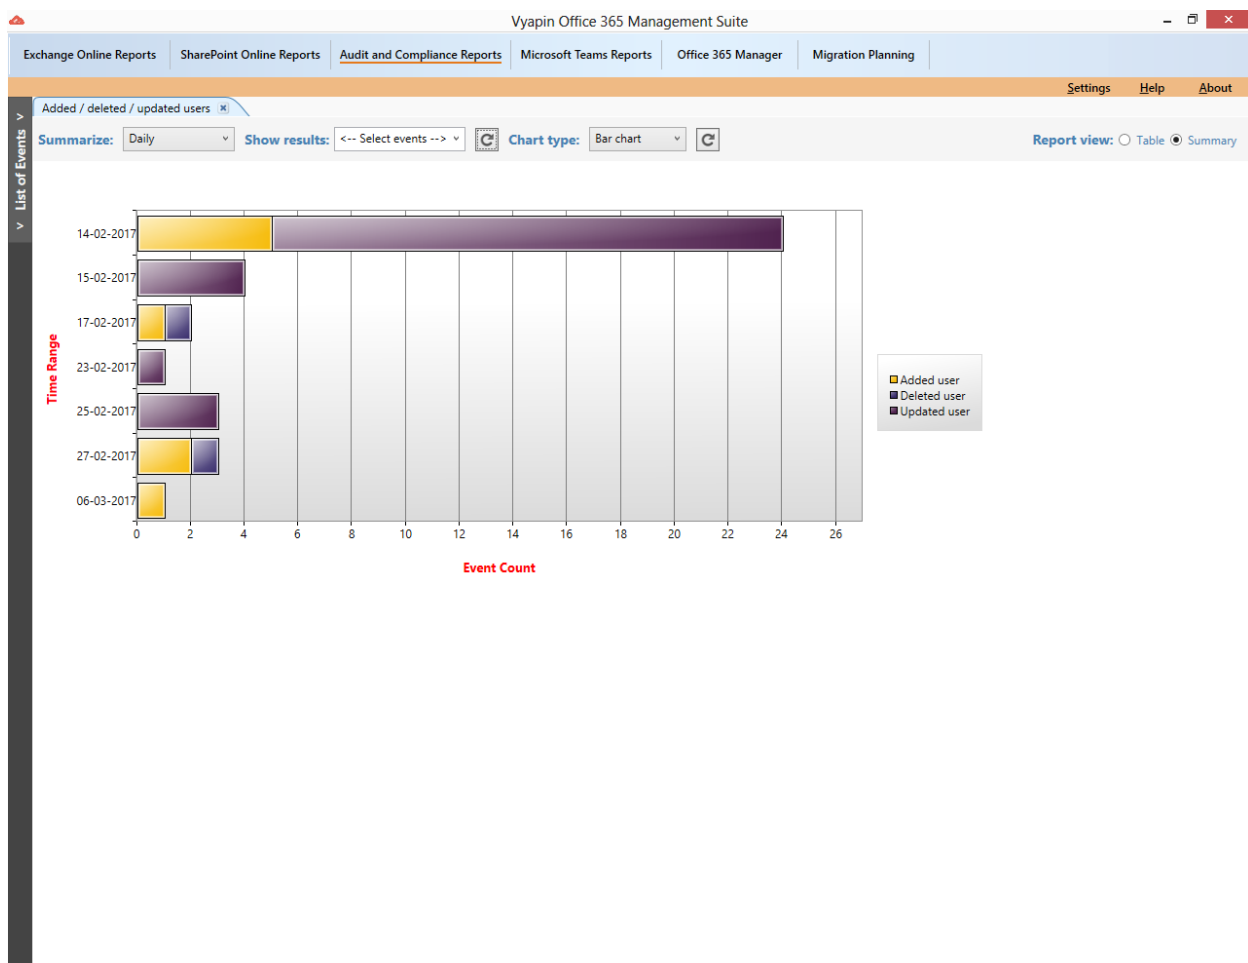 Vyapin Office 365 Management Suite
Exchange Online Reports SharePoint Online Reports Audit and Compliance Reports Microsoft Teams Reports Office 365 Manager Migration Planning
Settings Help About
Added / deleted / updated users
Summarize: Daily Show results: <-- Select events --> Chart type: Bar chart Report view: Table Summary
List of Events
Time Range
14-02-2017
15-02-2017
17-02-2017
23-02-2017
25-02-2017
27-02-2017
06-03-2017
0 2 4 6 8 10 12 14 16 18 20 22 24 26
Event Count
Added user
Deleted user
Updated user